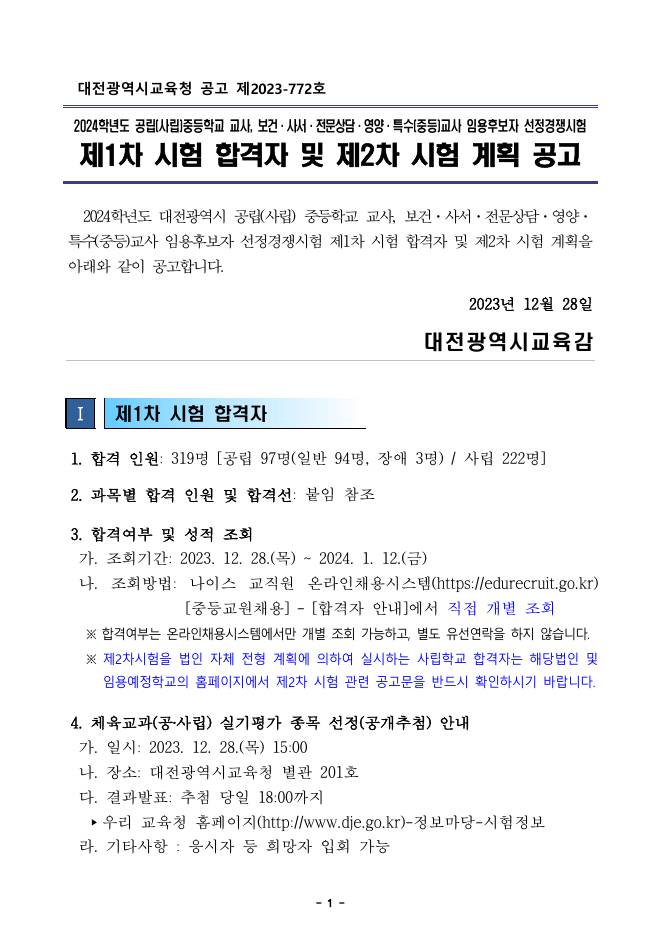 대전광역시교육청 공고 제2023-772호
2024학년도 공립(사립)중등학교 교사, 보건·사서·전문상담·영양·특수(중등)교사 임용후보자 선정경쟁시험
제1차 시험 합격자 및 제2차 시험 계획 공고
2024학년도 대전광역시 공립(사립) 중등학교 교사, 보건·사서·전문상담·영양·
특수(중등)교사 임용후보자 선정경쟁시험 제1차 시험 합격자 및 제2차 시험 계획을
아래와 같이 공고합니다.
2023년 12월 28일
대전광역시교육감
Ⅰ 제1차 시험 합격자
1. 합격 인원: 319명 [공립 97명(일반 94명, 장애 3명) / 사립 222명]
2. 과목별 합격 인원 및 합격선: 붙임 참조
3. 합격여부 및 성적 조회
가. 조회기간: 2023. 12. 28.(목) ~ 2024. 1. 12.(금)
나. 조회방법: 나이스 교직원 온라인채용시스템(https://edurecruit.go.kr)
[중등교원채용] - [합격자 안내]에서 직접 개별 조회
※ 합격여부는 온라인채용시스템에서만 개별 조회 가능하고, 별도 유선연락을 하지 않습니다.
※ 제2차시험을 법인 자체 전형 계획에 의하여 실시하는 사립학교 합격자는 해당법인 및
임용예정학교의 홈페이지에서 제2차 시험 관련 공고문을 반드시 확인하시기 바랍니다.
4. 체육교과(공·사립) 실기평가 종목 선정(공개추첨) 안내
가. 일시: 2023. 12. 28.(목) 15:00
나. 장소: 대전광역시교육청 별관 201호
다. 결과발표: 추첨 당일 18:00까지
▸우리 교육청 홈페이지(http://www.dje.go.kr)-정보마당-시험정보
라. 기타사항 : 응시자 등 희망자 입회 가능
- 1 -